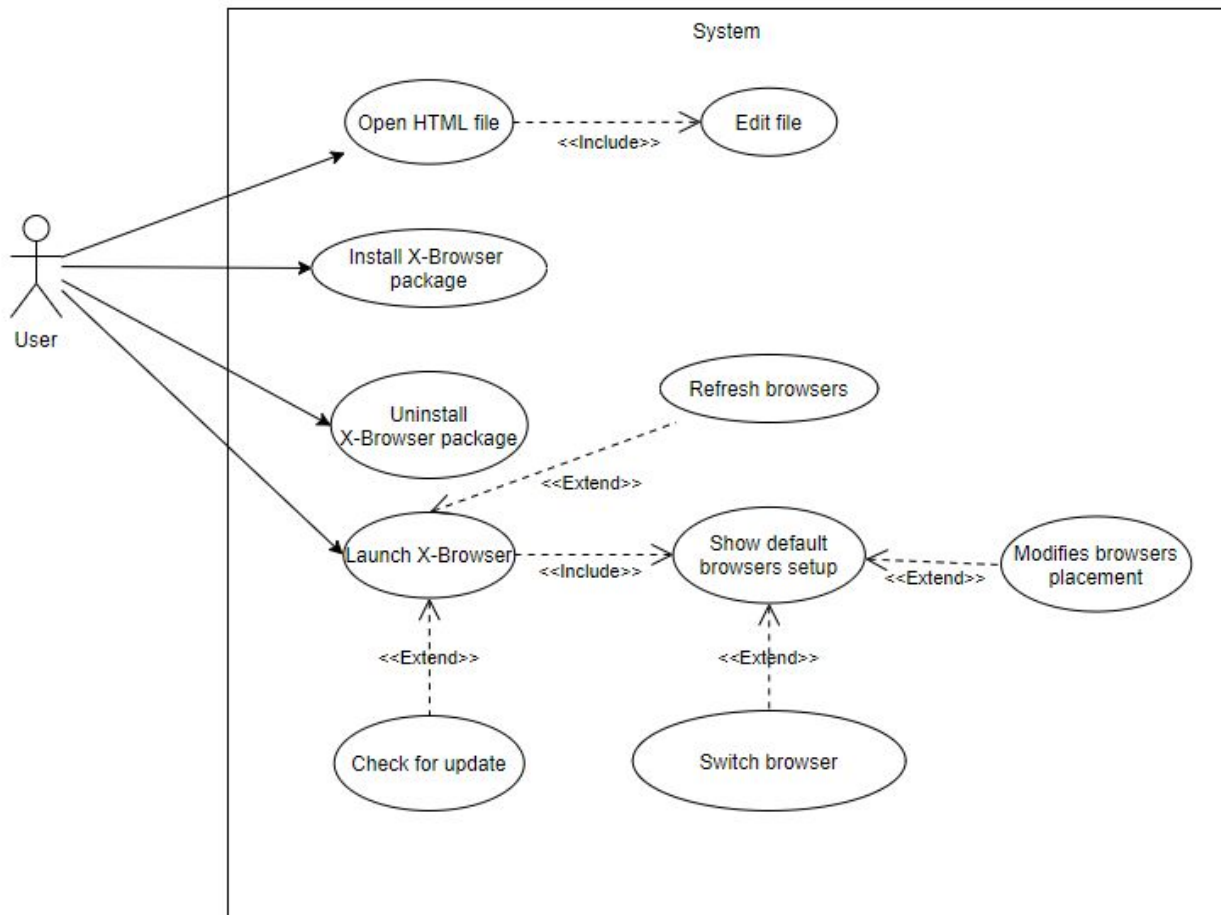 System
Open HTML file
<<Include>>
Edit file
User
Install X-Browser
package
Uninstall
X-Browser package
Refresh browsers
<<Extend>>
Launch X-Browser
<<Include>>
Show default
browsers setup
<<Extend>>
Modifies browsers
placement
<<Extend>>
<<Extend>>
Check for update
Switch browser